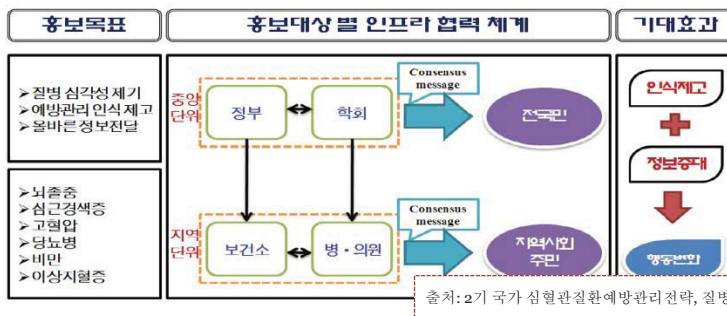 홍보목표
홍보대상 별 인프라 협력 체계
기대효과
➢질병 심각성 제기
➢예방관리 인식 제고
➢올바른 정보전달
➢뇌졸중
➢심근경색증
➢고혈압
➢당뇨병
➢비만
➢이상지혈증
중앙
단위
정부
학회
Consensus
message
전국민
지역
단위
보건소
병·의원
Consensus
message
지역사회
주민
인식제고
정보증대
행동변화
출처: 2기 국가 심혈관질환예방관리전략, 질병